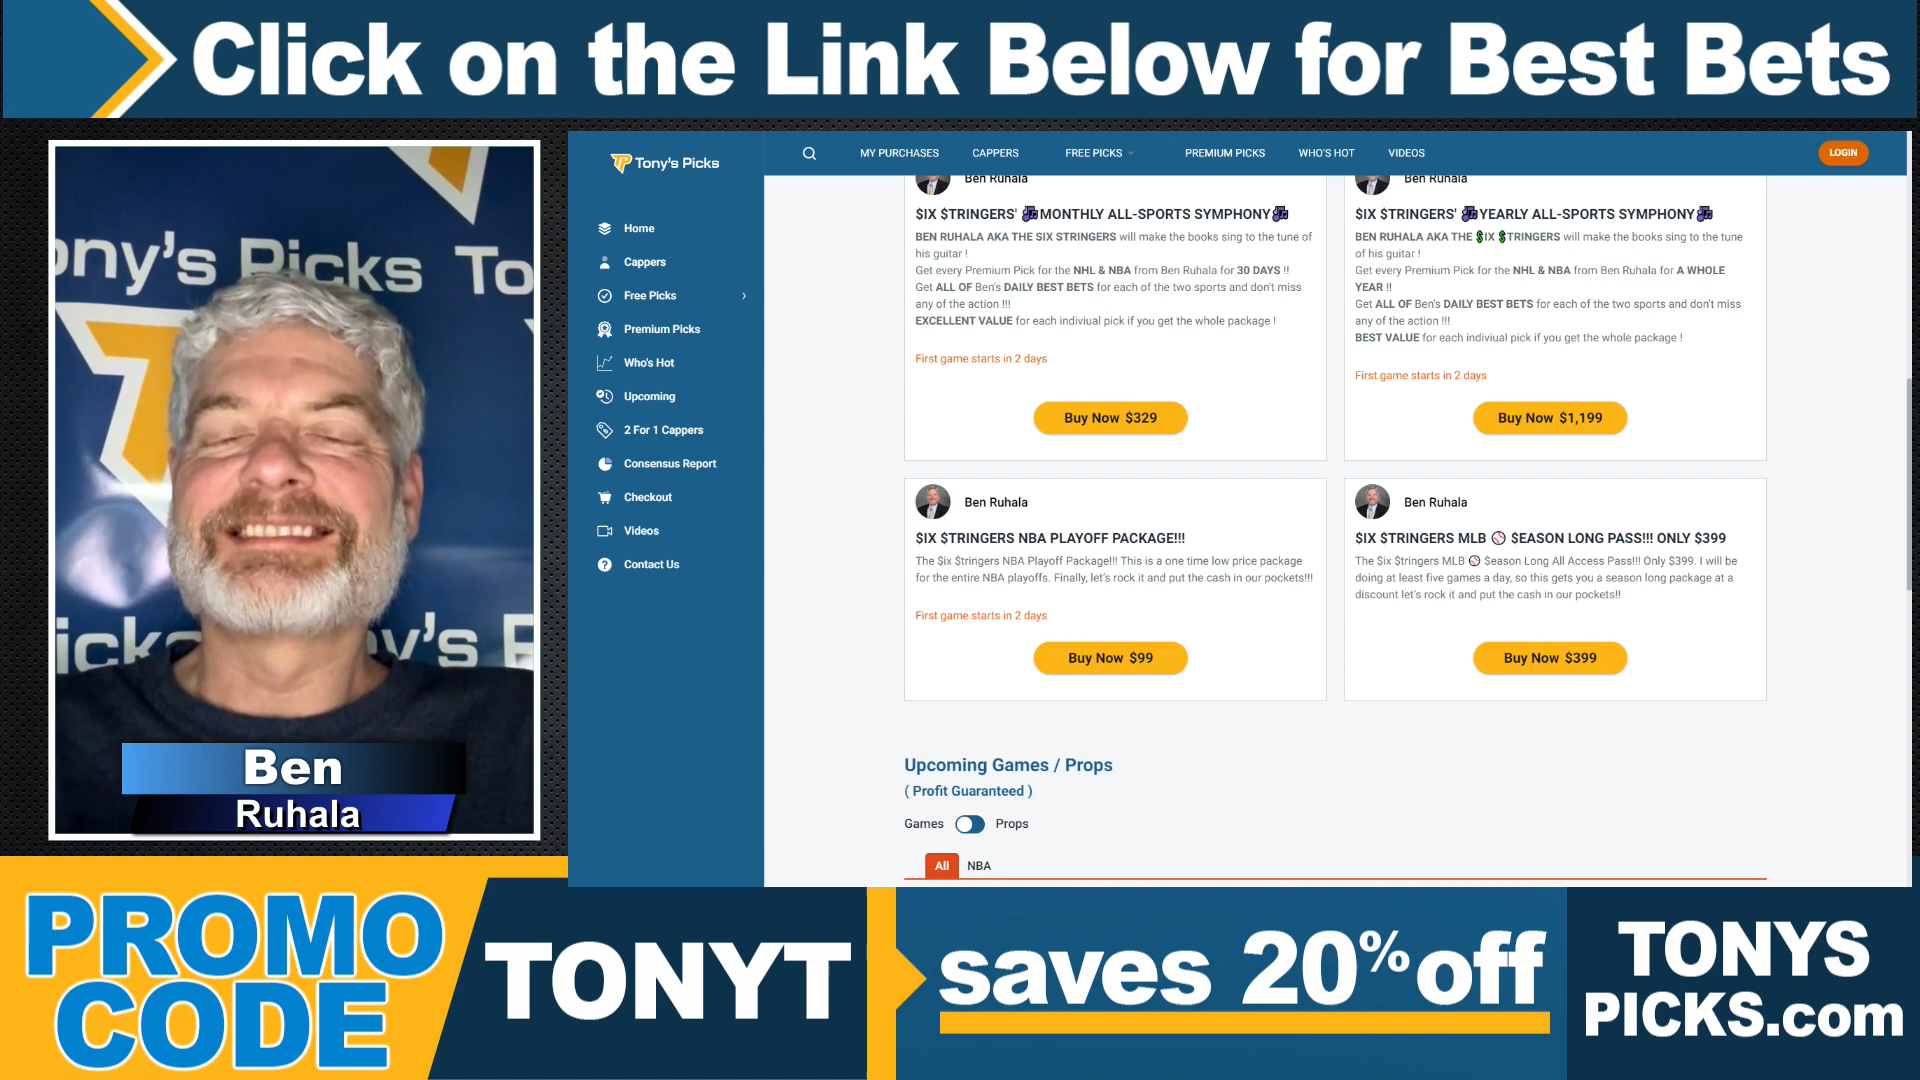 Click on the Link Below for Best Bets
ony's Picks To
icks
ny's P
Ben
Ruhala
TP Tony's Picks
MY PURCHASES
CAPPERS
FREE PICKS
PREMIUM PICKS
WHO'S HOT
VIDEOS
LOGIN
Home
Cappers
Free Picks
Premium Picks
Who's Hot
Upcoming
2 For 1 Cappers
Consensus Report
Checkout
Videos
Contact Us
Ben Ruhala
$IX $TRINGERS' 🎶MONTHLY ALL-SPORTS SYMPHONY🎶
BEN RUHALA AKA THE SIX STRINGERS will make the books sing to the tune of
his guitar !
Get every Premium Pick for the NHL & NBA from Ben Ruhala for 30 DAYS !!
Get ALL OF Ben's DAILY BEST BETS for each of the two sports and don't miss
any of the action !!!
EXCELLENT VALUE for each indiviual pick if you get the whole package !
First game starts in 2 days
Buy Now $329
Ben Ruhala
$IX $TRINGERS' 🎶YEARLY ALL-SPORTS SYMPHONY🎶
BEN RUHALA AKA THE 💲IX 💲TRINGERS will make the books sing to the tune
of his guitar !
Get every Premium Pick for the NHL & NBA from Ben Ruhala for A WHOLE
YEAR !!
Get ALL OF Ben's DAILY BEST BETS for each of the two sports and don't miss
any of the action !!!
BEST VALUE for each indiviual pick if you get the whole package !
First game starts in 2 days
Buy Now $1,199
Ben Ruhala
$IX $TRINGERS NBA PLAYOFF PACKAGE!!!
The $ix $tringers NBA Playoff Package!!! This is a one time low price package
for the entire NBA playoffs. Finally, let's rock it and put the cash in our pockets!!!
First game starts in 2 days
Buy Now $99
Ben Ruhala
$IX $TRINGERS MLB ⚾ $EASON LONG PASS!!! ONLY $399
The $ix $tringers MLB ⚾ $eason Long All Access Pass!!! Only $399. I will be
doing at least five games a day, so this gets you a season long package at a
discount let's rock it and put the cash in our pockets!!
Buy Now $399
Upcoming Games / Props
( Profit Guaranteed )
Games
Props
All
NBA
PROMO
CODE
TONYT
saves 20% off
TONYS
PICKS.com